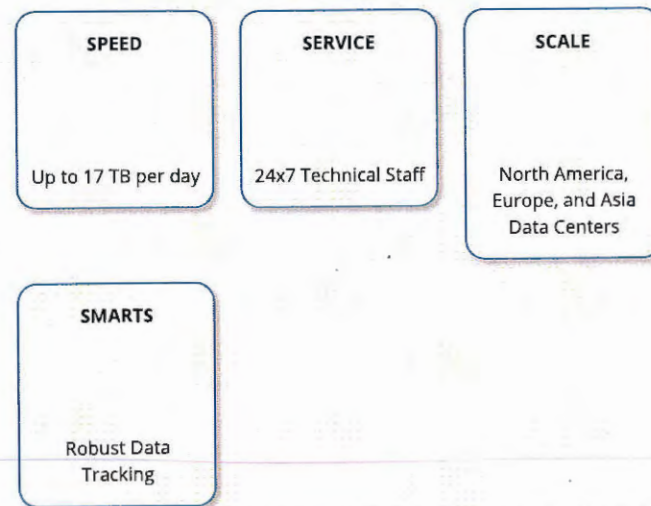 SPEED
Up to 17 TB per day
SERVICE
24x7 Technical Staff
SCALE
North America,
Europe, and Asia
Data Centers
SMARTS
Robust Data
Tracking